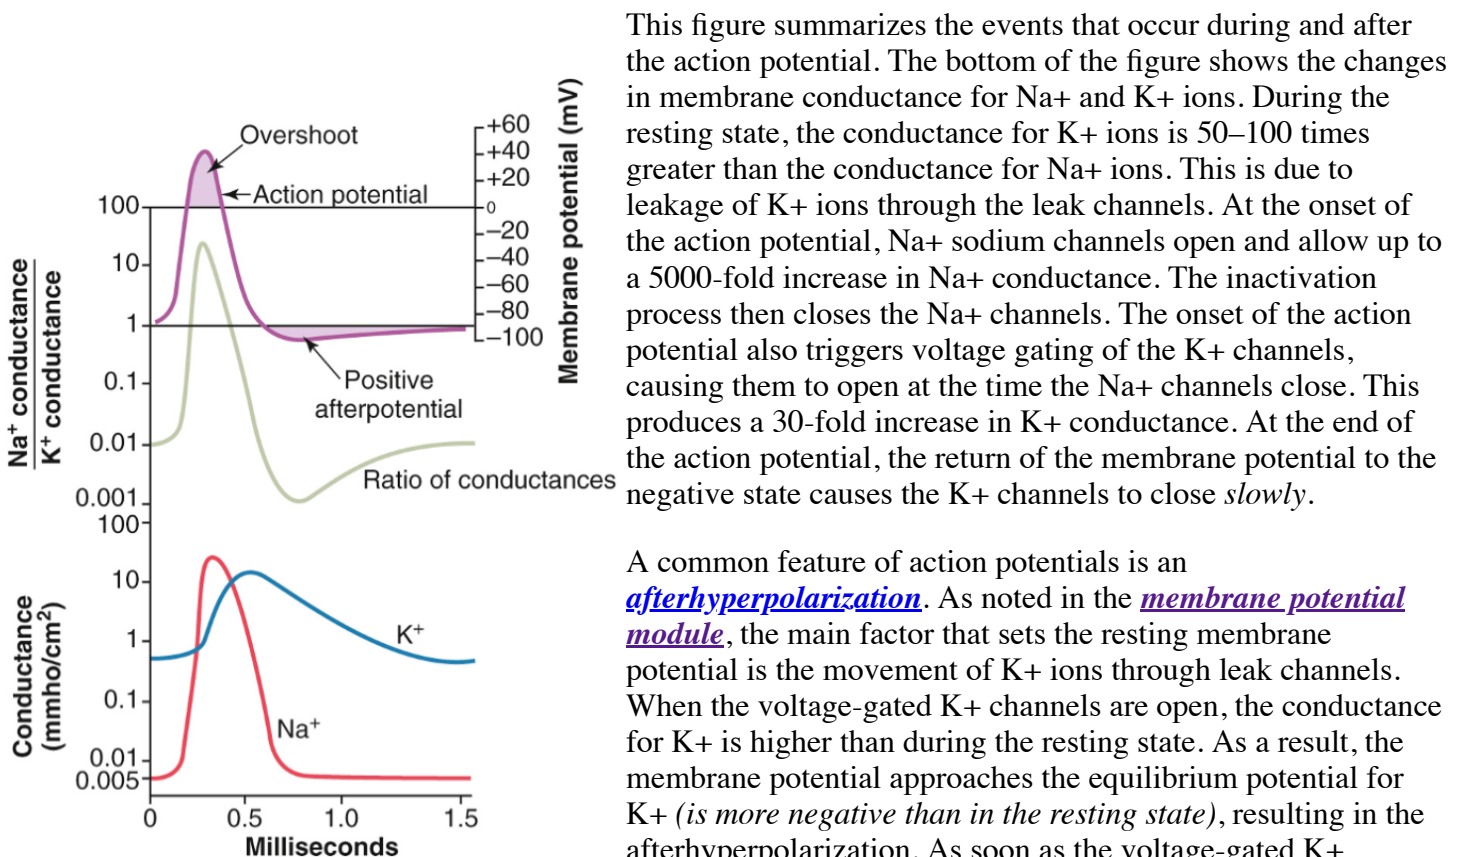 Overshoot
Action potential
Membrane potential (mV)
+60
+40
+20
0
–20
–40
–60
–80
–100
Na+ conductance
K+ conductance
100
10
1
0.1
0.01
0.001
Positive
afterpotential
Ratio of conductances
Conductance
(mmho/cm²)
100
10
1
0.1
0.01
0.005
K+
Na+
0
0.5
1.0
1.5
Milliseconds
This figure summarizes the events that occur during and after
the action potential. The bottom of the figure shows the changes
in membrane conductance for Na+ and K+ ions. During the
resting state, the conductance for K+ ions is 50–100 times
greater than the conductance for Na+ ions. This is due to
leakage of K+ ions through the leak channels. At the onset of
the action potential, Na+ sodium channels open and allow up to
a 5000-fold increase in Na+ conductance. The inactivation
process then closes the Na+ channels. The onset of the action
potential also triggers voltage gating of the K+ channels,
causing them to open at the time the Na+ channels close. This
produces a 30-fold increase in K+ conductance. At the end of
the action potential, the return of the membrane potential to the
negative state causes the K+ channels to close slowly.
A common feature of action potentials is an
afterhyperpolarization. As noted in the membrane potential
module, the main factor that sets the resting membrane
potential is the movement of K+ ions through leak channels.
When the voltage-gated K+ channels are open, the conductance
for K+ is higher than during the resting state. As a result, the
membrane potential approaches the equilibrium potential for
K+ (is more negative than in the resting state), resulting in the
afterhyperpolarization. As soon as the voltage-gated K+